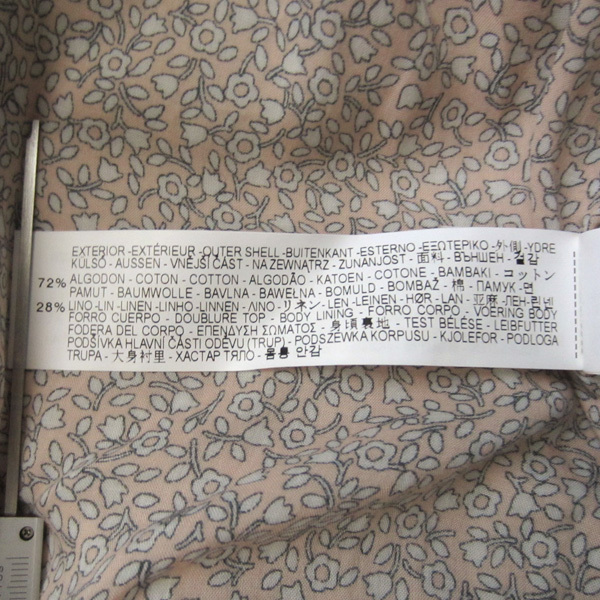 EXTERIOR -EXTÉRIEUR -OUTER SHELL -BUITENKANT -ESTERNO -ΕΞΩΤΕΡΙΚΟ -外側 -YDRE
KÜLSŐ - AUSSEN - VNĚJŠÍ ČÁST - NA ZEWNĄTRZ - ZUNANJOST - 面料 - ВЪНШЕН - 겉감
72% ALGODON - COTON - COTTON - ALGODÃO - KATOEN - COTONE - ΒΑΜΒΑΚΙ - コットン
PAMUT - BAUMWOLLE - BAVLNA - BAWEŁNA - BOMULD - BOMBAŽ - 棉 - ПАМУК - 면
28% LINO-LIN-LINEN-LINHO-LINNEN -ΛΙΝΟ - リネン -LEN-LEINEN - HØR - LAN - 亚麻 -ЛЕН-린네
FORRO CUERPO - DOUBLURE TOP - BODY LINING - FORRO CORPO - VOERING BODY
FODERA DEL CORPO - ΕΠΕΝΔΥΣΗ ΣΩΜΑΤΟΣ - 身頃裏地 - TEST BÉLÉSE - LEIBFUTTER
PODŠÍVKA HLAVNÍ ČÁSTI ODĚVU (TRUP) - PODSZEWKA KORPUSU - KJOLEFOR - PODLOGA
TRUPA - 大身衬里 - ХАСТАР ТЯЛО - 몸통 안감